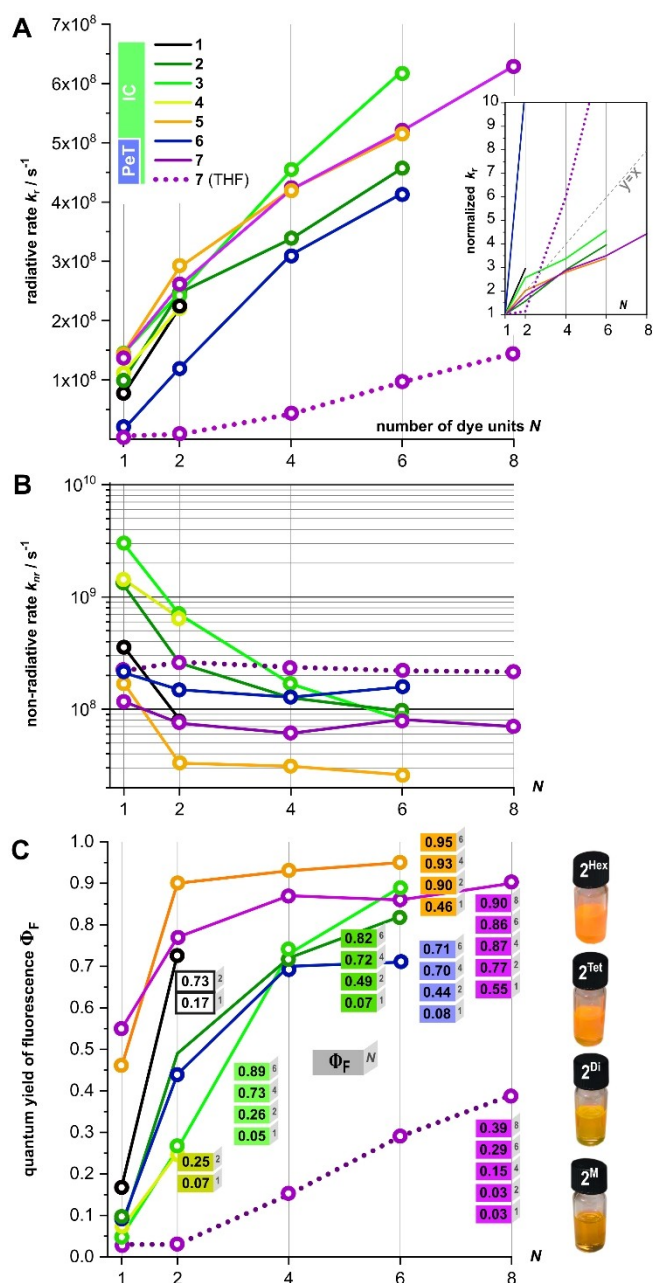 A
radiative rate kr / s⁻¹
7x10⁸
6x10⁸
5x10⁸
4x10⁸
3x10⁸
2x10⁸
1x10⁸
IC
PeT
1
2
3
4
5
6
7
7 (THF)
normalized kr
10
9
8
7
6
5
4
3
2
1
y=x
N
1 2 4 6 8
number of dye units N
1 2 4 6 8
B
non-radiative rate knr / s⁻¹
10¹⁰
10⁹
10⁸
N
1 2 4 6 8
C
quantum yield of fluorescence ΦF
1.0
0.9
0.8
0.7
0.6
0.5
0.4
0.3
0.2
0.1
0.0
0.95 6
0.93 4
0.90 2
0.46 1
0.90 8
0.86 6
0.87 4
0.77 2
0.55 1
0.82 6
0.72 4
0.49 2
0.07 1
0.71 6
0.70 4
0.44 2
0.08 1
0.73 2
0.17 1
ΦF N
0.89 6
0.73 4
0.26 2
0.05 1
0.25 2
0.07 1
0.39 8
0.29 6
0.15 4
0.03 2
0.03 1
1 2 4 6 8
2Hex
2Tet
2Di
2M